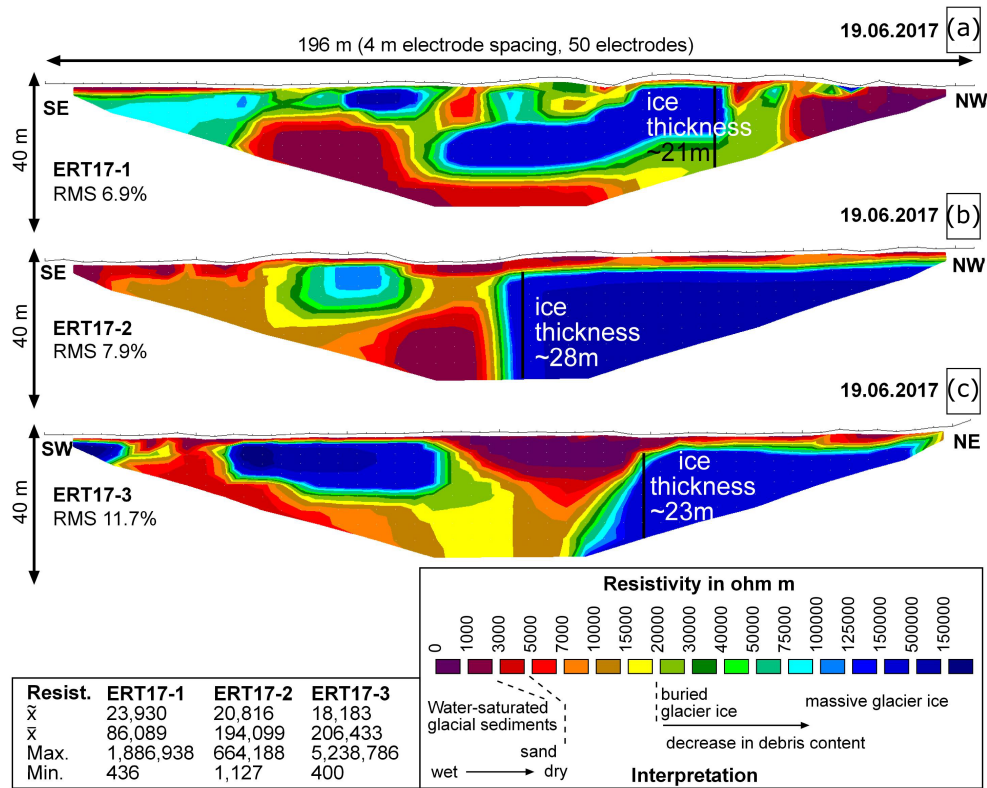 19.06.2017 (a)
196 m (4 m electrode spacing, 50 electrodes)
SE
NW
40 m
ice
thickness
~21m
ERT17-1
RMS 6.9%
19.06.2017 (b)
SE
NW
40 m
ice
thickness
~28m
ERT17-2
RMS 7.9%
19.06.2017 (c)
SW
NE
40 m
ice
thickness
~23m
ERT17-3
RMS 11.7%
Resistivity in ohm m
0 1000 3000 5000 7000 10000 15000 20000 30000 40000 50000 75000 100000 125000 150000 500000 150000
Water-saturated
glacial sediments
sand
wet dry
buried
glacier ice
massive glacier ice
decrease in debris content
Interpretation
Resist. ERT17-1 ERT17-2 ERT17-3
x̃ 23,930 20,816 18,183
x̄ 86,089 194,099 206,433
Max. 1,886,938 664,188 5,238,786
Min. 436 1,127 400